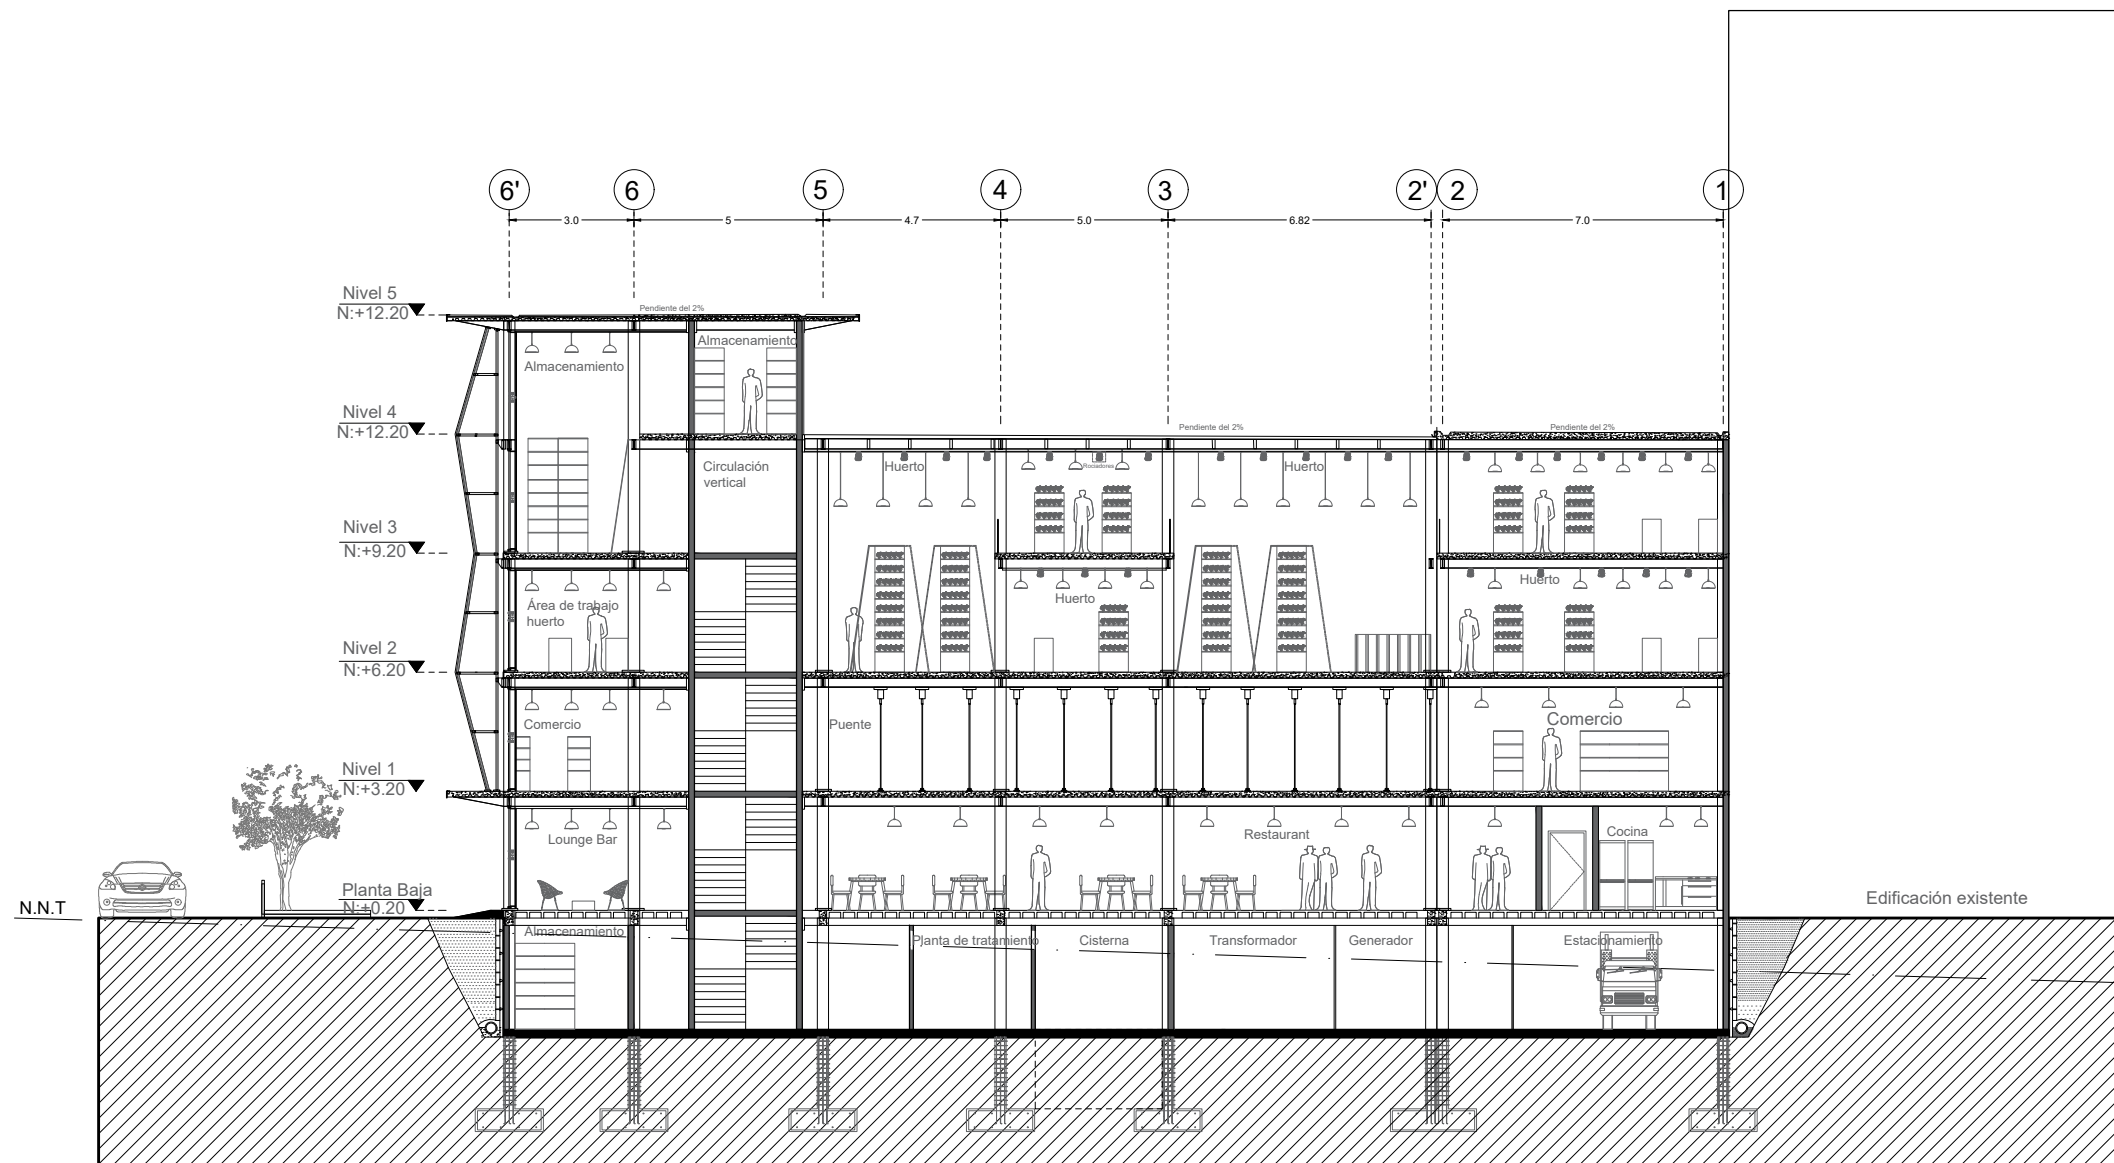 6' 6 5 4 3 2' 2 1
3.0 5 4.7 5.0 6.82 7.0
Nivel 5
N:+12.20
Pendiente del 2%
Almacenamiento
Almacenamiento
Nivel 4
N:+12.20
Pendiente del 2%
Pendiente del 2%
Circulación
vertical
Huerto
Rociadores
Huerto
Nivel 3
N:+9.20
Área de trabajo
huerto
Huerto
Huerto
Nivel 2
N:+6.20
Comercio
Puente
Comercio
Nivel 1
N:+3.20
Lounge Bar
Restaurant
Cocina
Planta Baja
N:+0.20
N.N.T
Edificación existente
Almacenamiento
Planta de tratamiento
Cisterna
Transformador
Generador
Estacionamiento